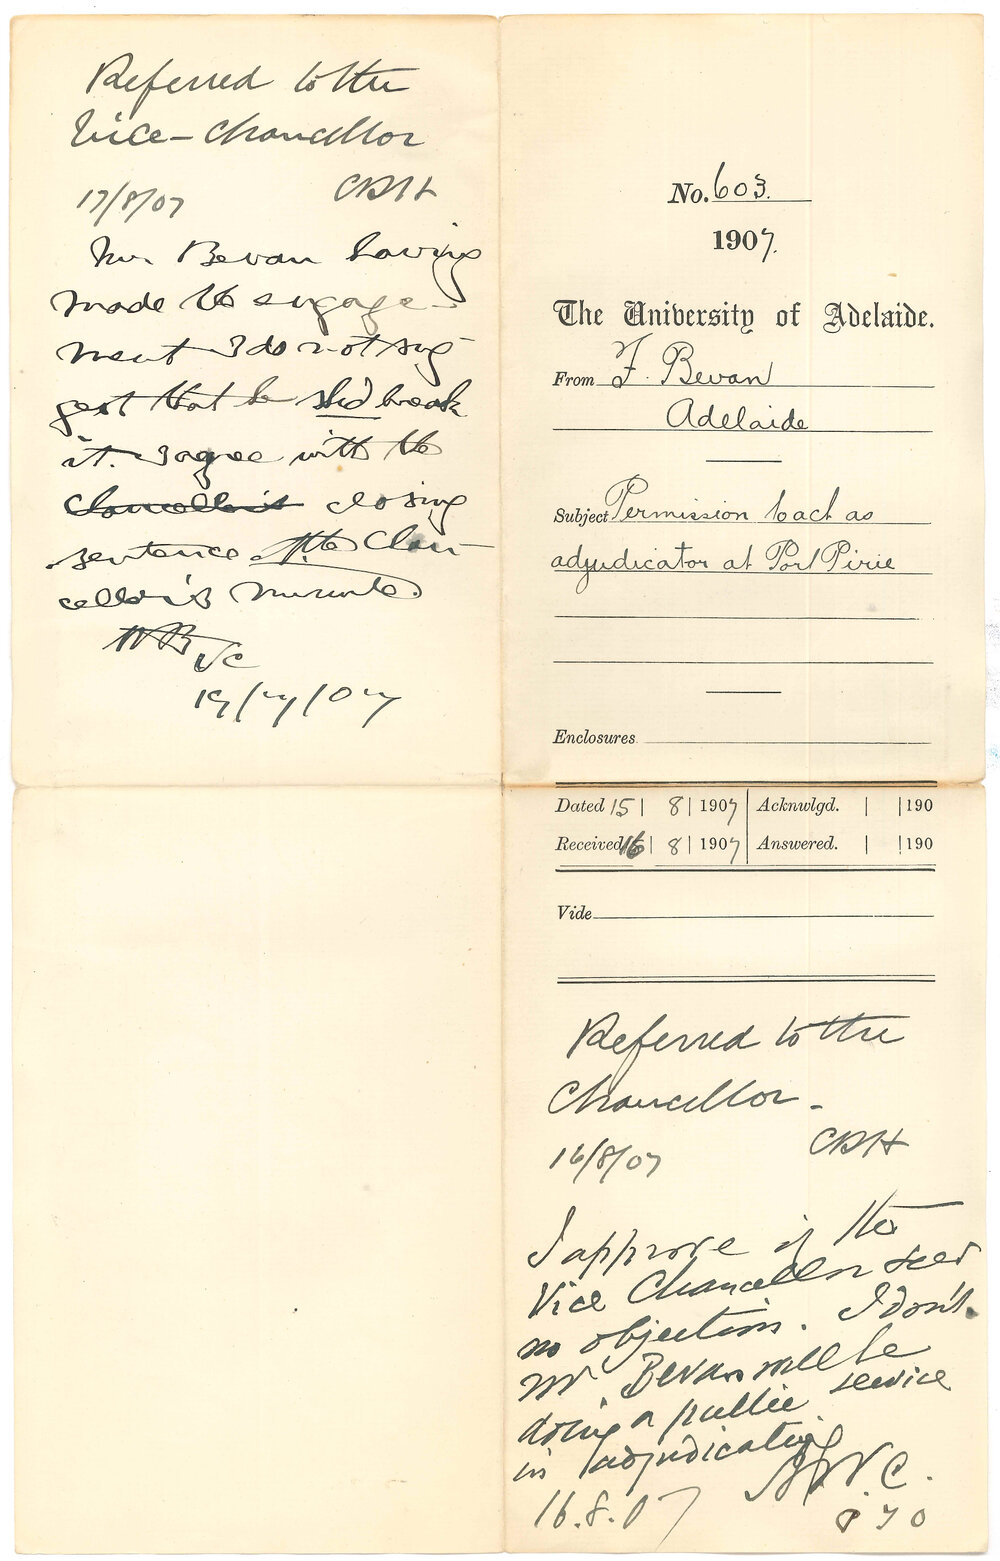 Referred to the
Vice-Chancellor
17/8/07 CRH
Mr Bevan having
made the engage-
ment I do not sug-
gest that he shd break
it. I agree with the
Chancellor's closing
sentence of the Chan-
cellor's minute.
WB VC
No. 603.
1907.
The University of Adelaide.
From F. Bevan
Adelaide
Subject Permission to act as
adjudicator at Port Pirie
Enclosures
Dated 15 | 8 | 1907 Acknwlgd. | | 190
Received 16 | 8 | 1907 Answered. | | 190
Vide
Referred to the
Chancellor -
16/8/07 CRH
I approve if the
Vice Chancellor sees
no objection. I don't
Mr. Bevan will be
doing a public service
in adjudicating
16.8.07